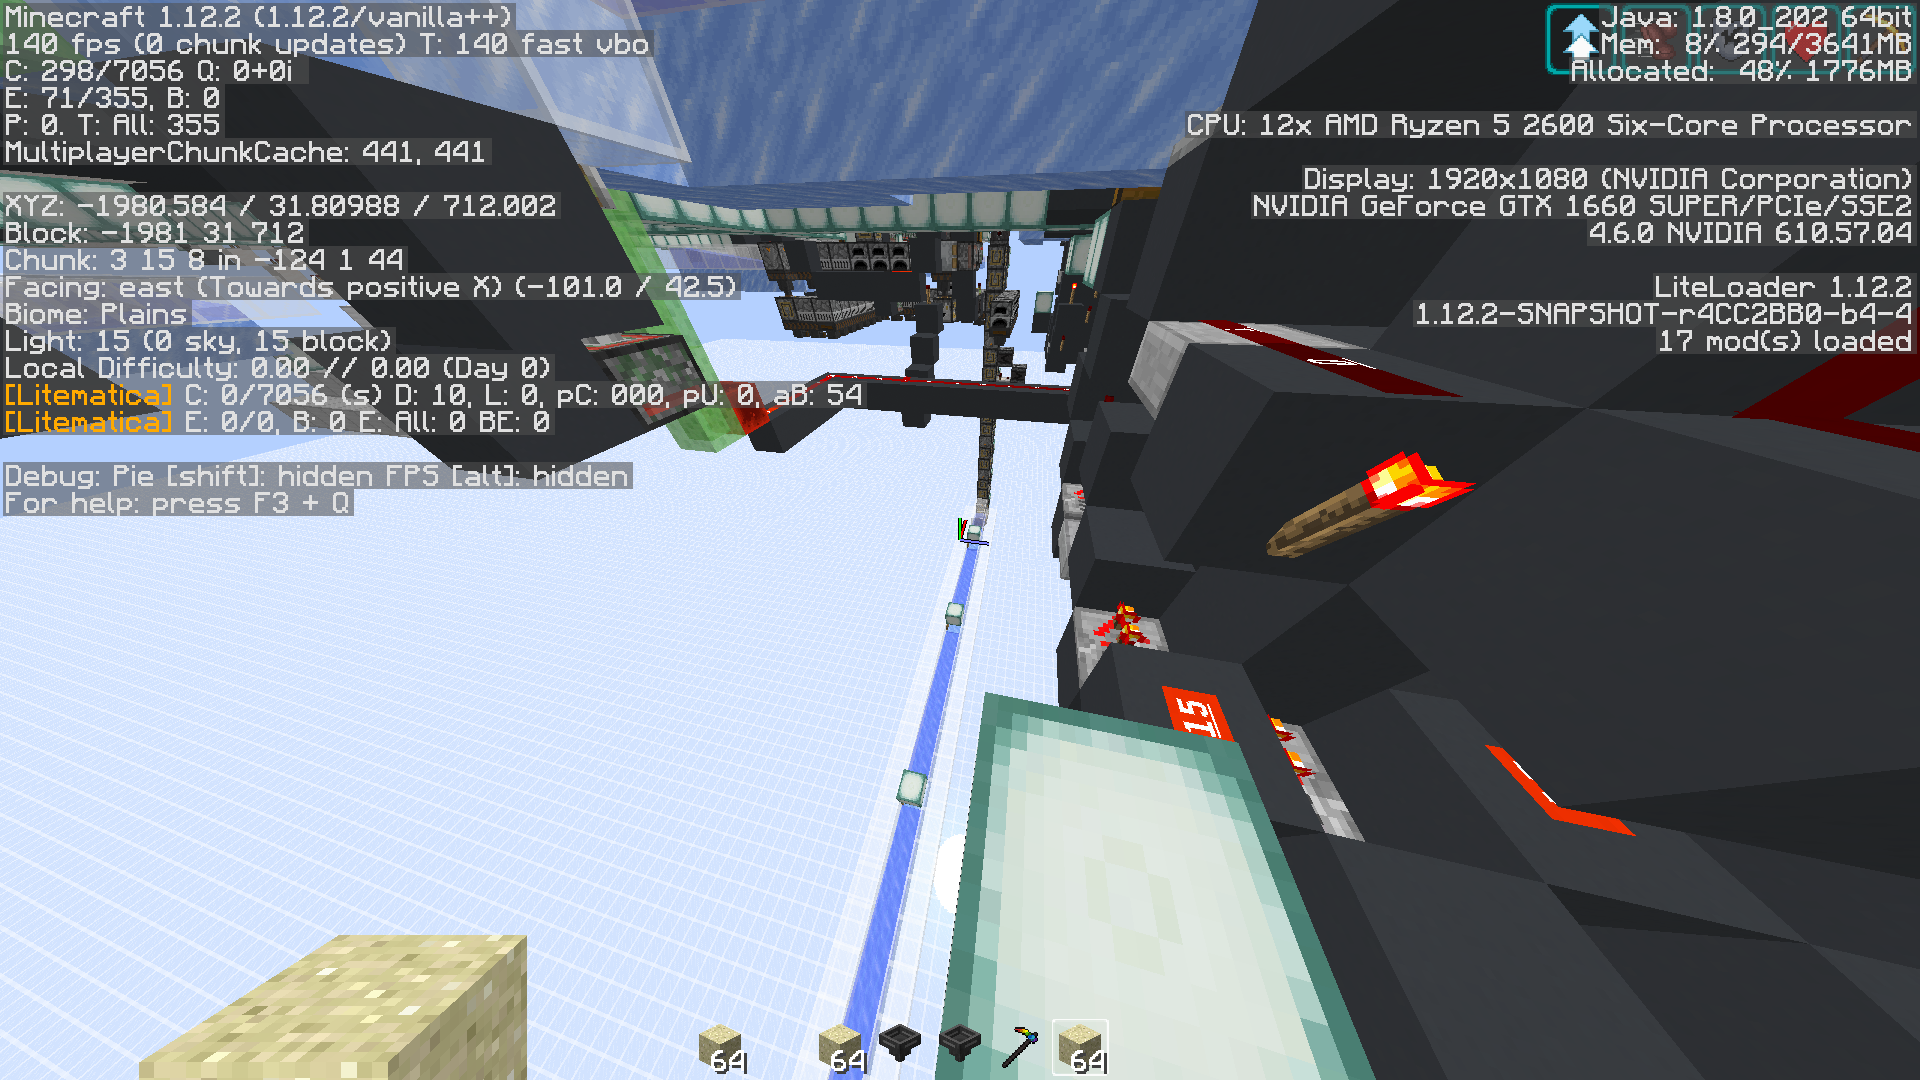 Minecraft 1.12.2 (1.12.2/vanilla++)
140 fps (0 chunk updates) T: 140 fast vbo
C: 298/7056 Q: 0+0i
E: 71/355, B: 0
P: 0. T: All: 355
MultiplayerChunkCache: 441, 441
XYZ: -1980.584 / 31.80988 / 712.002
Block: -1981 31 712
Chunk: 3 15 8 in -124 1 44
Facing: east (Towards positive X) (-101.0 / 42.5)
Biome: Plains
Light: 15 (0 sky, 15 block)
Local Difficulty: 0.00 // 0.00 (Day 0)
[Litematica] C: 0/7056 (s) D: 10, L: 0, pC: 000, pU: 0, aB: 54
[Litematica] E: 0/0, B: 0 E: All: 0 BE: 0
Debug: Pie [shift]: hidden FPS [alt]: hidden
For help: press F3 + Q
Java: 1.8.0_202 64bit
Mem: 8% 294/3641MB
Allocated: 48% 1776MB
CPU: 12x AMD Ryzen 5 2600 Six-Core Processor
Display: 1920x1080 (NVIDIA Corporation)
NVIDIA GeForce GTX 1660 SUPER/PCIe/SSE2
4.6.0 NVIDIA 610.57.04
LiteLoader 1.12.2
1.12.2-SNAPSHOT-r4CC2BB0-b4-4
17 mod(s) loaded
15
64
64
64